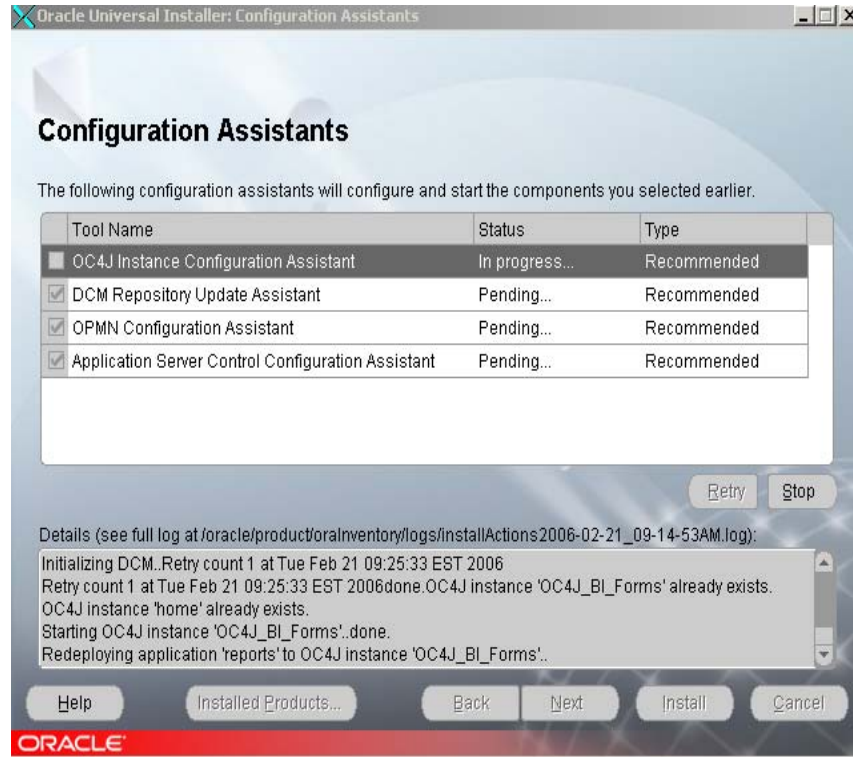 Oracle Universal Installer: Configuration Assistants
Configuration Assistants
The following configuration assistants will configure and start the components you selected earlier.
Tool Name Status Type
OC4J Instance Configuration Assistant In progress... Recommended
DCM Repository Update Assistant Pending... Recommended
OPMN Configuration Assistant Pending... Recommended
Application Server Control Configuration Assistant Pending... Recommended
Retry Stop
Details (see full log at /oracle/product/oraInventory/logs/installActions2006-02-21_09-14-53AM.log):
Initializing DCM..Retry count 1 at Tue Feb 21 09:25:33 EST 2006
Retry count 1 at Tue Feb 21 09:25:33 EST 2006done.OC4J instance 'OC4J_BI_Forms' already exists.
OC4J instance 'home' already exists.
Starting OC4J instance 'OC4J_BI_Forms'..done.
Redeploying application 'reports' to OC4J instance 'OC4J_BI_Forms'..
Help Installed Products... Back Next Install Cancel
ORACLE